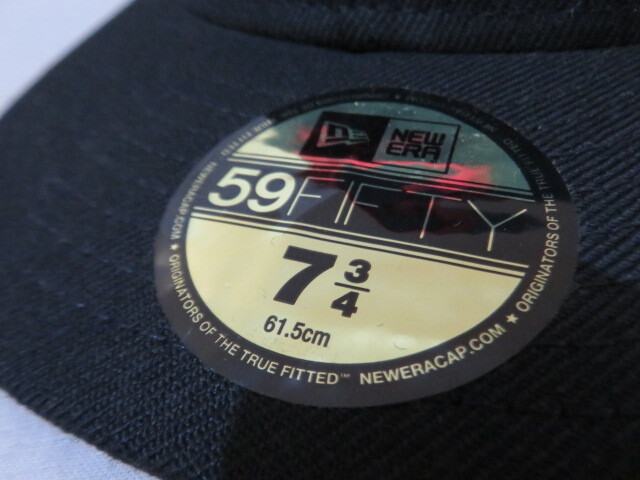 NEW
ERA
59FIFTY
7 3/4
61.5cm
NEWERACAP.COM ★ ORIGINATORS OF THE TRUE FITTED™ NEWERACAP.COM ★ ORIGINATORS OF THE TRUE FITTED